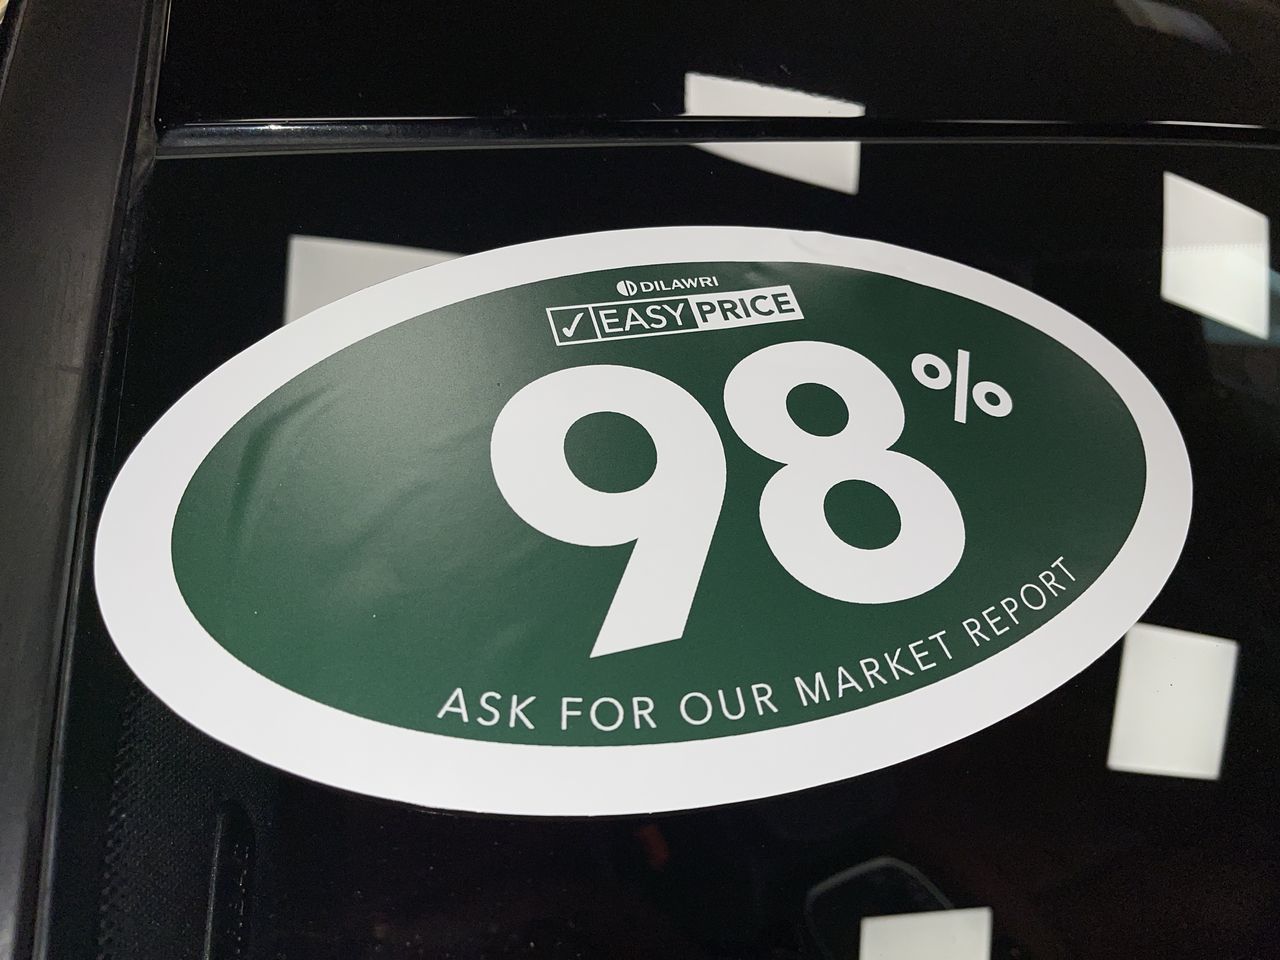 DILAWRI
✓ EASY PRICE
98%
ASK FOR OUR MARKET REPORT